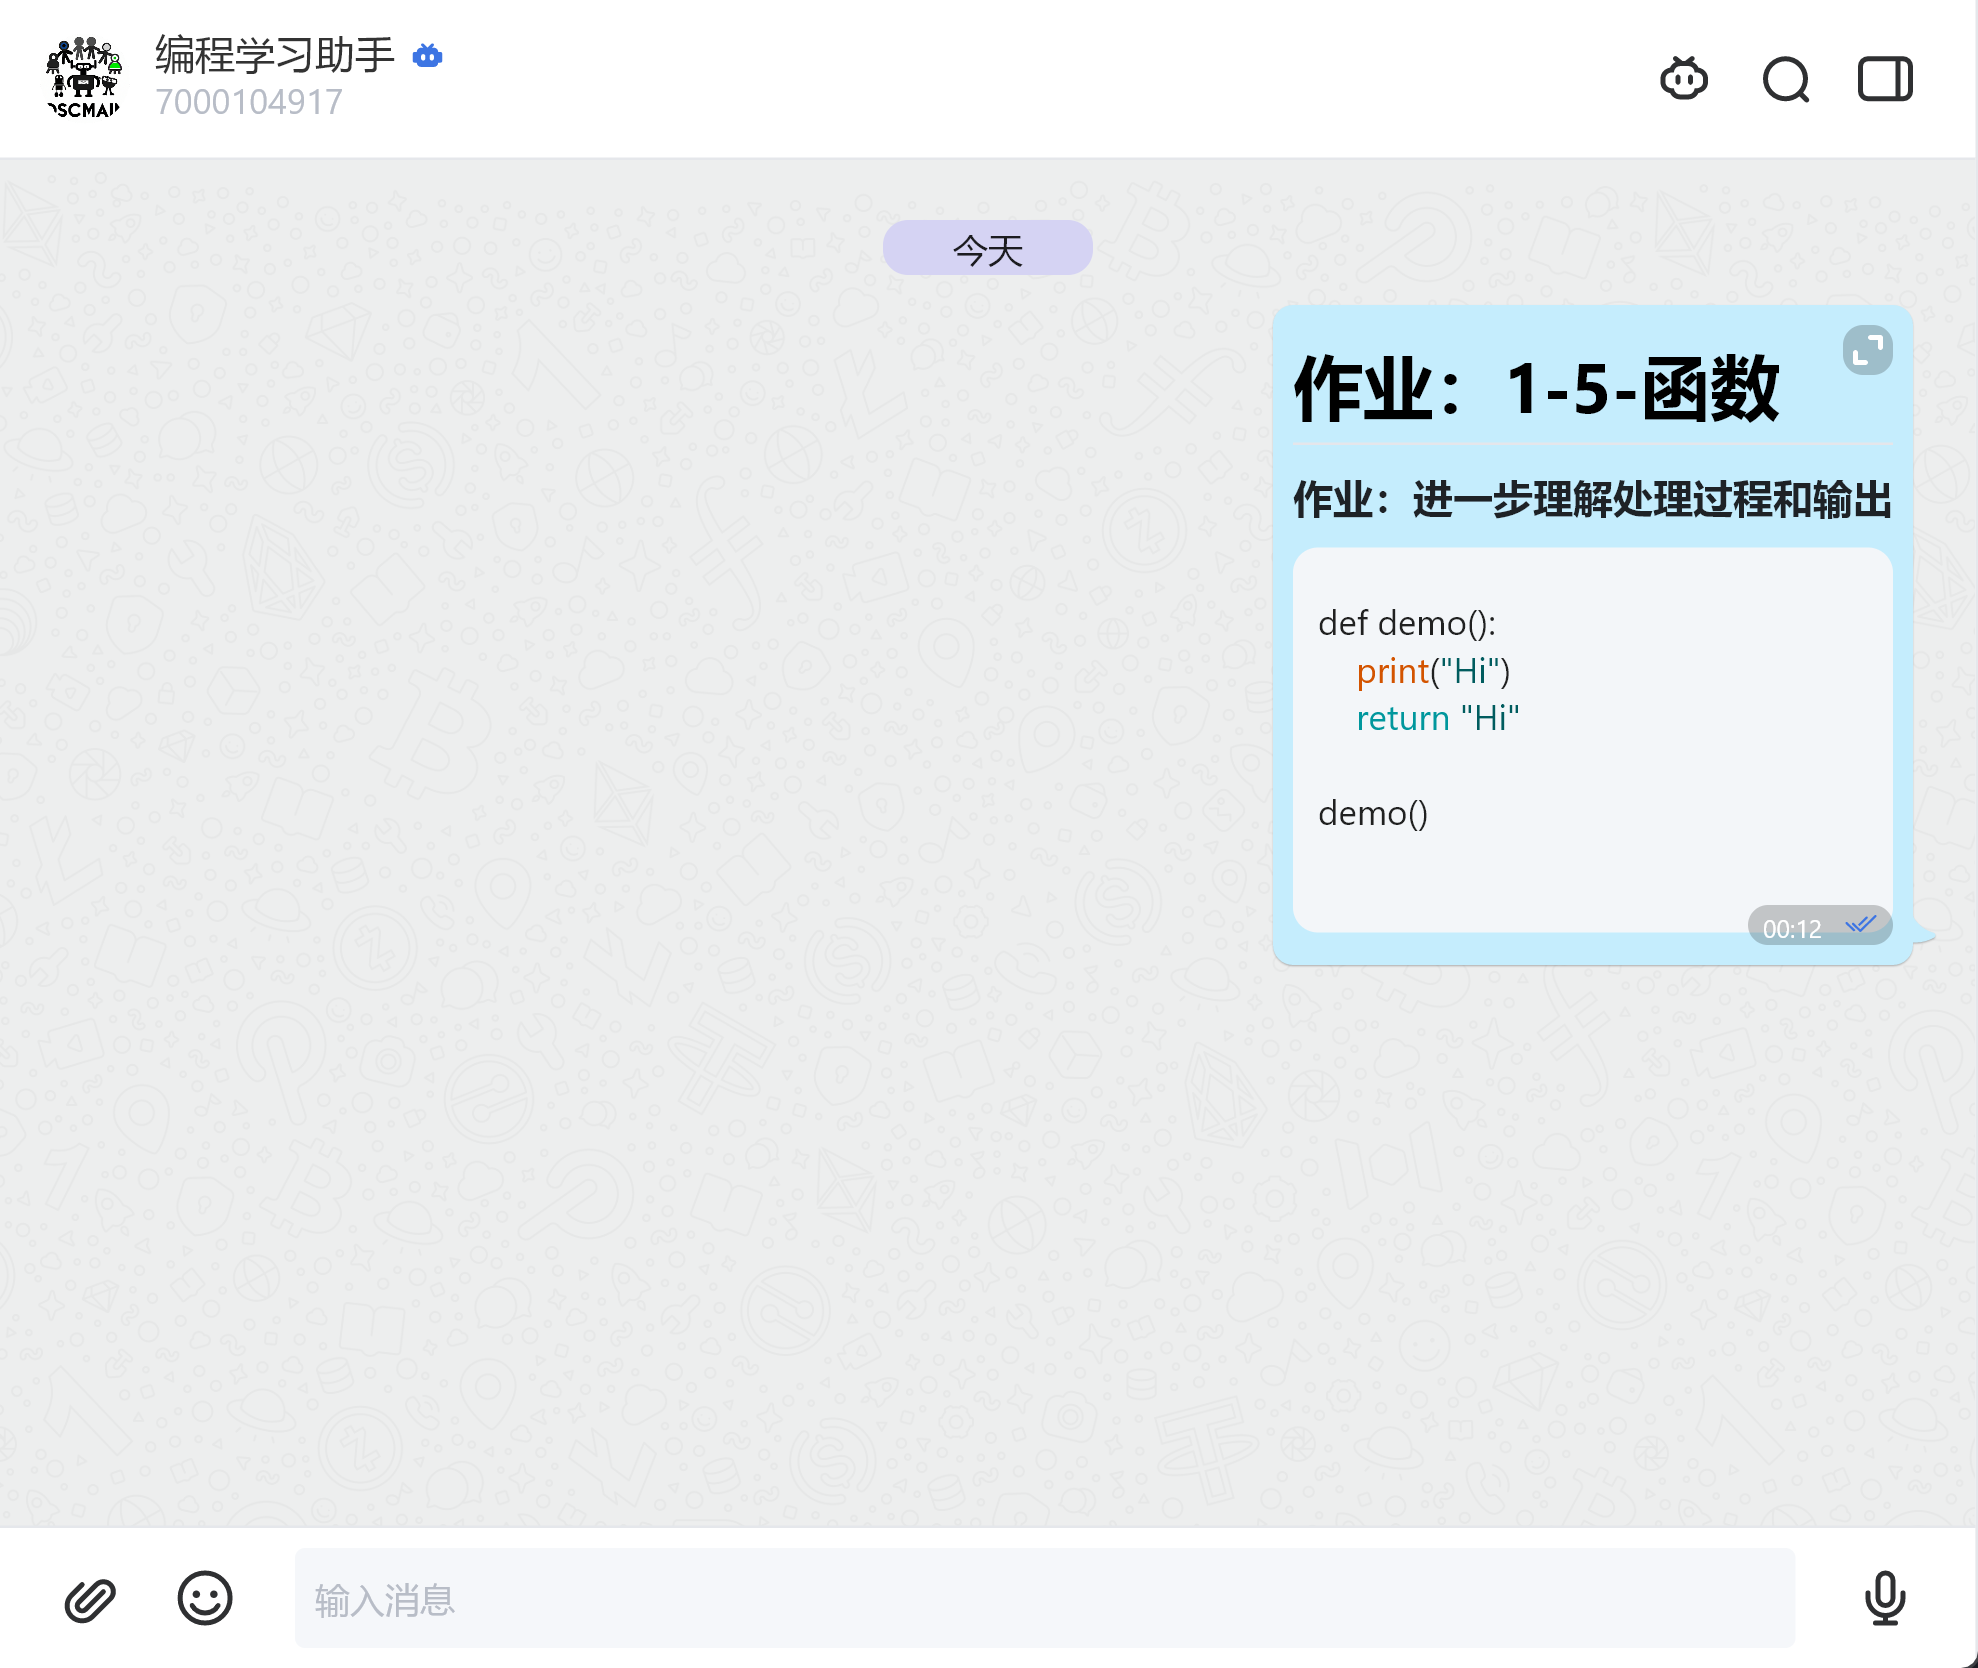 编程学习助手
7000104917
今天
作业：1-5-函数
作业：进一步理解处理过程和输出
def demo():
    print("Hi")
    return "Hi"
demo()
00:12
输入消息